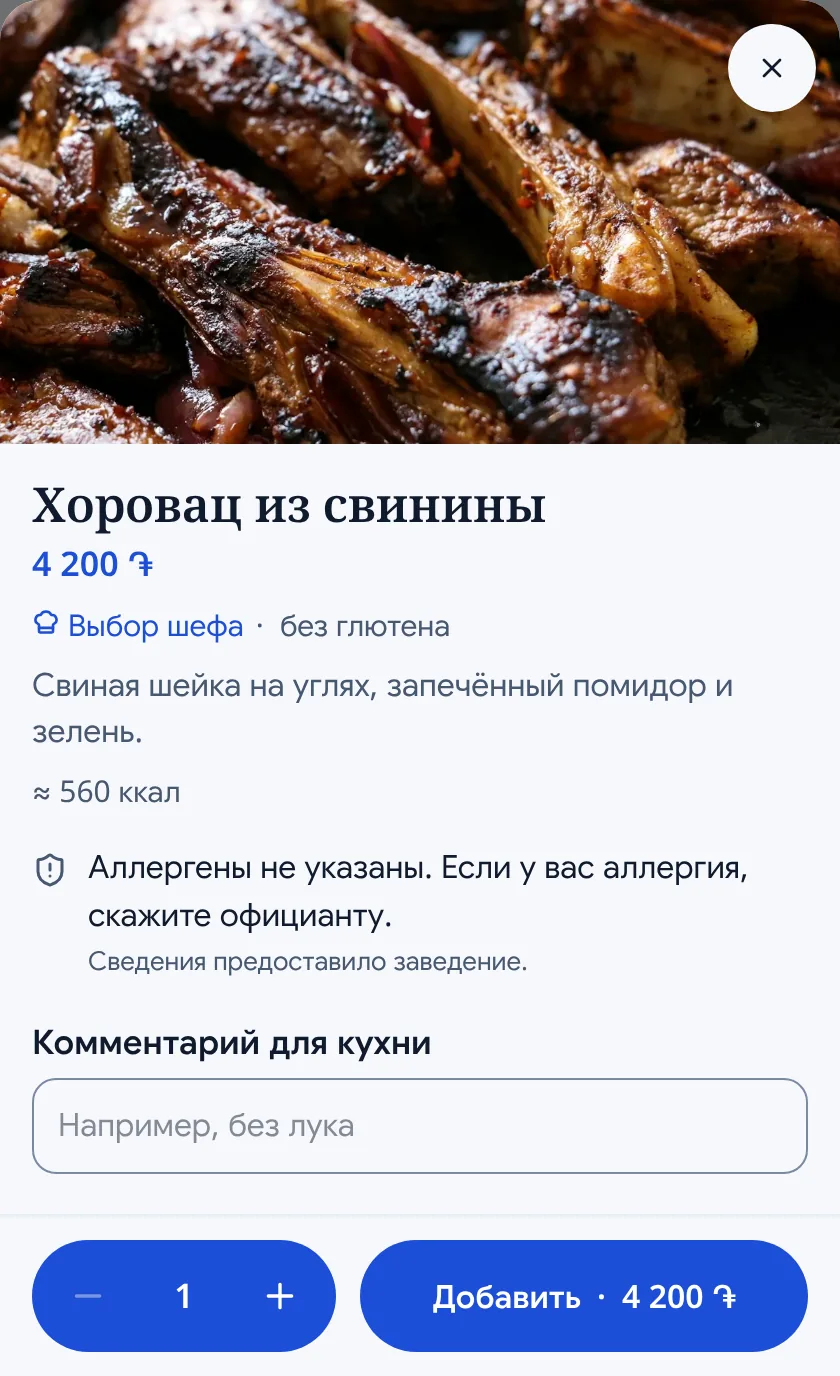 Хоровац из свинины
4 200 ֏
Выбор шефа · без глютена
Свиная шейка на углях, запечённый помидор и
зелень.
≈ 560 ккал
Аллергены не указаны. Если у вас аллергия,
скажите официанту.
Сведения предоставило заведение.
Комментарий для кухни
Например, без лука
1
Добавить · 4 200 ֏